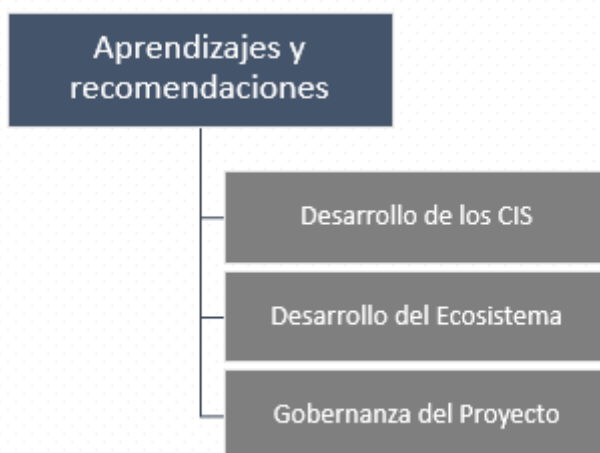 Aprendizajes y
recomendaciones
Desarrollo de los CIS
Desarrollo del Ecosistema
Gobernanza del Proyecto